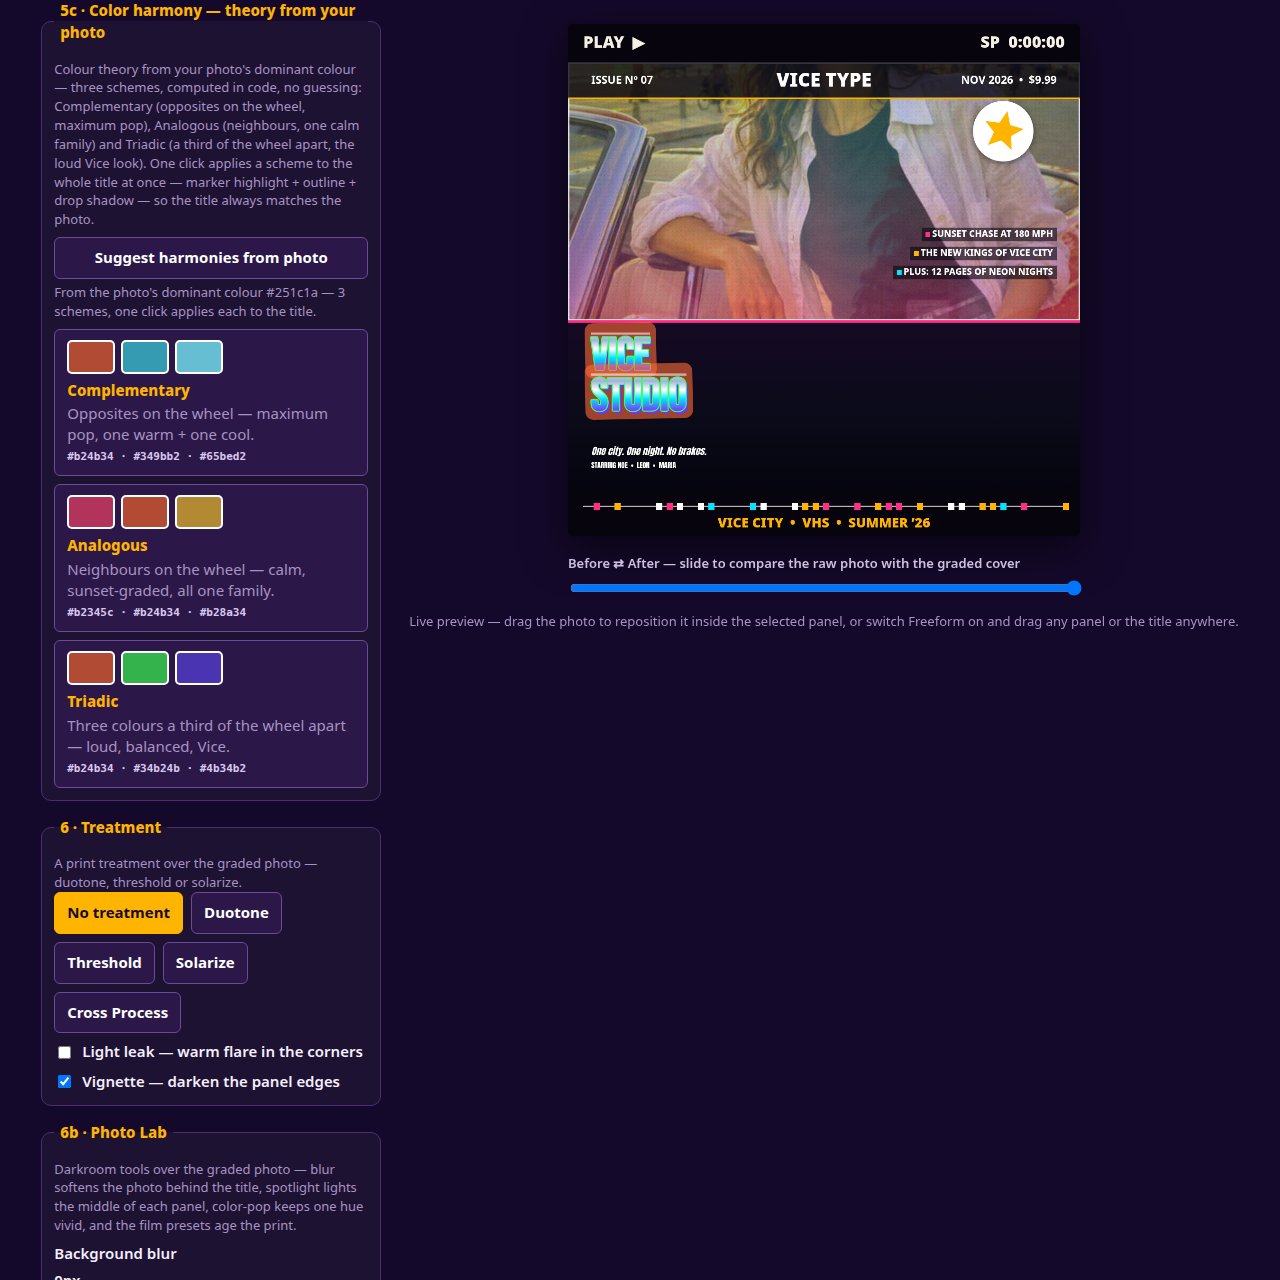 5c · Color harmony — theory from your
photo
Colour theory from your photo's dominant colour
— three schemes, computed in code, no guessing:
Complementary (opposites on the wheel,
maximum pop), Analogous (neighbours, one calm
family) and Triadic (a third of the wheel apart, the
loud Vice look). One click applies a scheme to the
whole title at once — marker highlight + outline +
drop shadow — so the title always matches the
photo.
Suggest harmonies from photo
From the photo's dominant colour #251c1a — 3
schemes, one click applies each to the title.
Complementary
Opposites on the wheel — maximum
pop, one warm + one cool.
#b24b34 · #349bb2 · #65bed2
Analogous
Neighbours on the wheel — calm,
sunset-graded, all one family.
#b2345c · #b24b34 · #b28a34
Triadic
Three colours a third of the wheel apart
— loud, balanced, Vice.
#b24b34 · #34b24b · #4b34b2
6 · Treatment
A print treatment over the graded photo —
duotone, threshold or solarize.
No treatment
Duotone
Threshold
Solarize
Cross Process
Light leak — warm flare in the corners
Vignette — darken the panel edges
6b · Photo Lab
Darkroom tools over the graded photo — blur
softens the photo behind the title, spotlight lights
the middle of each panel, color-pop keeps one hue
vivid, and the film presets age the print.
Background blur
0px
PLAY ▶
SP 0:00:00
ISSUE Nº 07
VICE TYPE
NOV 2026 • $9.99
SUNSET CHASE AT 180 MPH
THE NEW KINGS OF VICE CITY
PLUS: 12 PAGES OF NEON NIGHTS
VICE
STUDIO
One city. One night. No brakes.
STARRING NOE • LEON • MARIA
VICE CITY • VHS • SUMMER '26
Before ⇄ After — slide to compare the raw photo with the graded cover
Live preview — drag the photo to reposition it inside the selected panel, or switch Freeform on and drag any panel or the title anywhere.